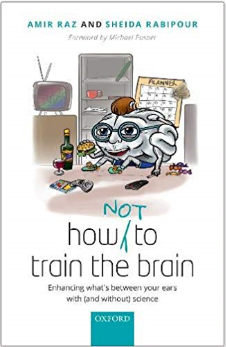 AMIR RAZ AND SHEIDA RABIPOUR
Foreword by Michael Posner
PLANNER
NOT
how to
train the brain
Enhancing what's between your ears
with (and without) science
OXFORD